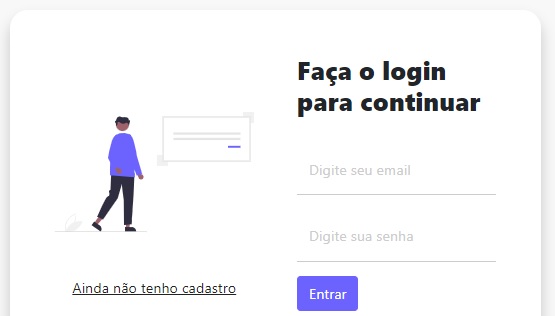 Faça o login
para continuar
Digite seu email
Digite sua senha
Entrar
Ainda não tenho cadastro